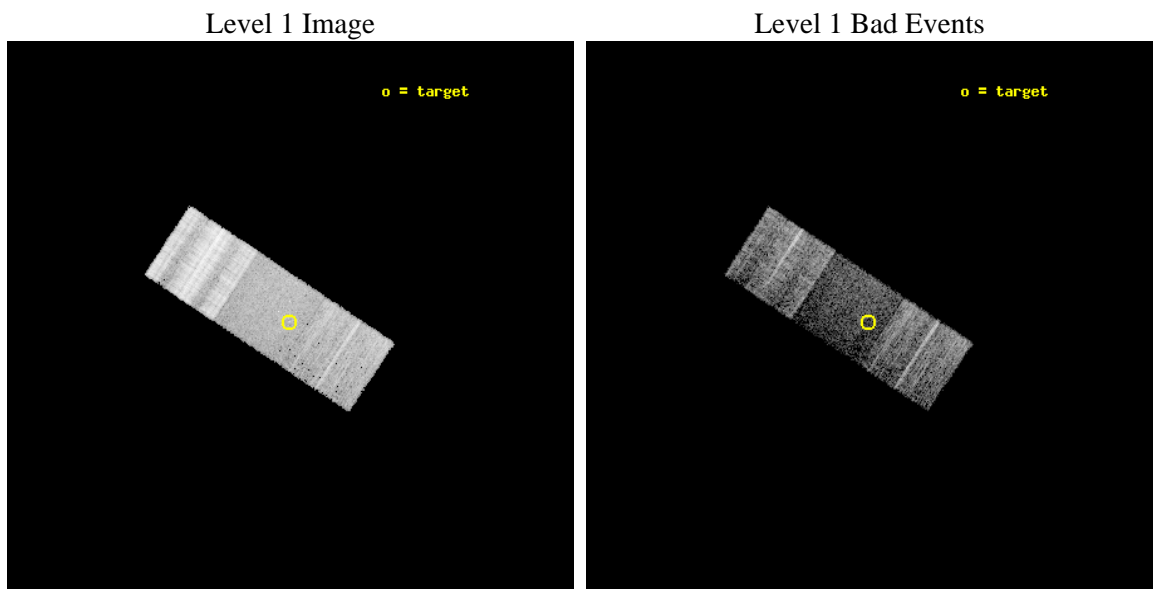 Level 1 Image
Level 1 Bad Events
o = target
o = target